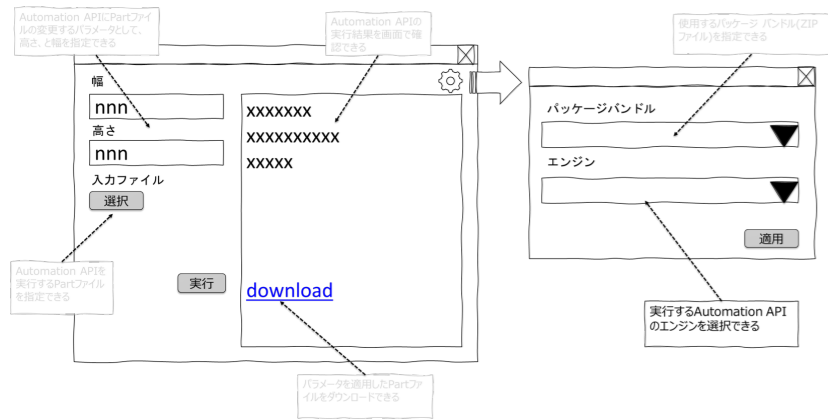 Automation APIにPartファイ
ルの変更するパラメータとして、
高さ、と幅を指定できる
Automation APIの
実行結果を画面で確
認できる
使用するパッケージ バンドル(ZIP
ファイル)を指定できる
幅
nnn
高さ
nnn
入力ファイル
選択
xxxxxxx
xxxxxxxxxx
xxxxx
実行
download
パッケージバンドル
エンジン
適用
Automation APIを
実行するPartファイル
を指定できる
実行するAutomation API
のエンジンを選択できる
パラメータを適用したPartファ
イルをダウンロードできる